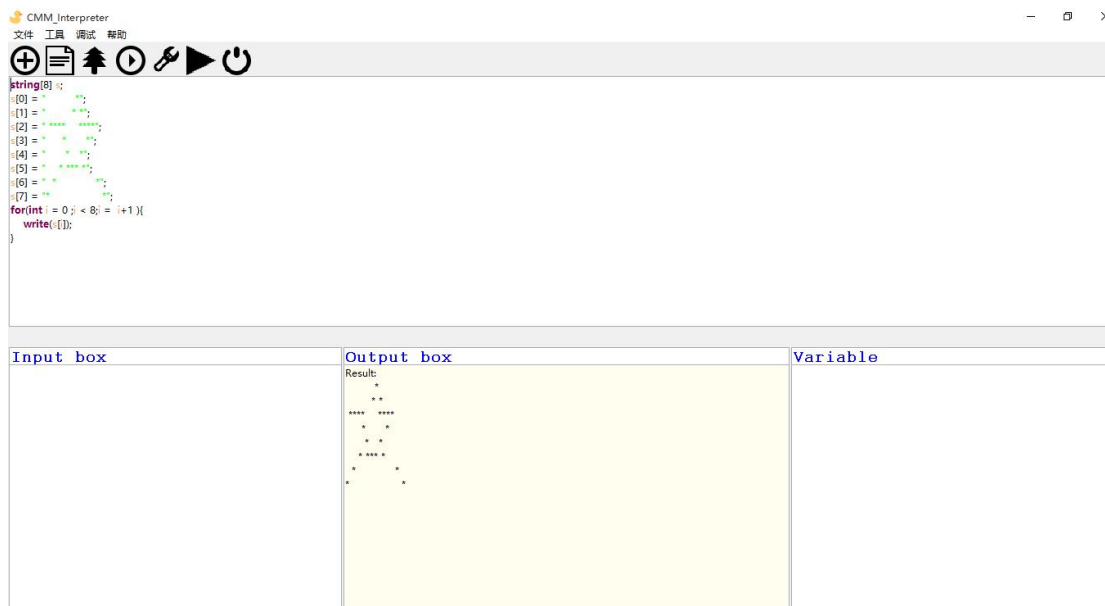 CMM_Interpreter
文件 工具 调试 帮助
string[8] s;
s[0] = "         *";
s[1] = "        * *";
s[2] = " ****    ****";
s[3] = "     *      *";
s[4] = "      *   *";
s[5] = "    * *** *";
s[6] = "  *            *";
s[7] = "*                *";
for(int i = 0 ;i < 8;i =  i+1 ){
    write(s[i]);
}
Input box Output box Variable
Result:
         *
        * *
 ****    ****
     *      *
      *   *
    * *** *
  *            *
*                *